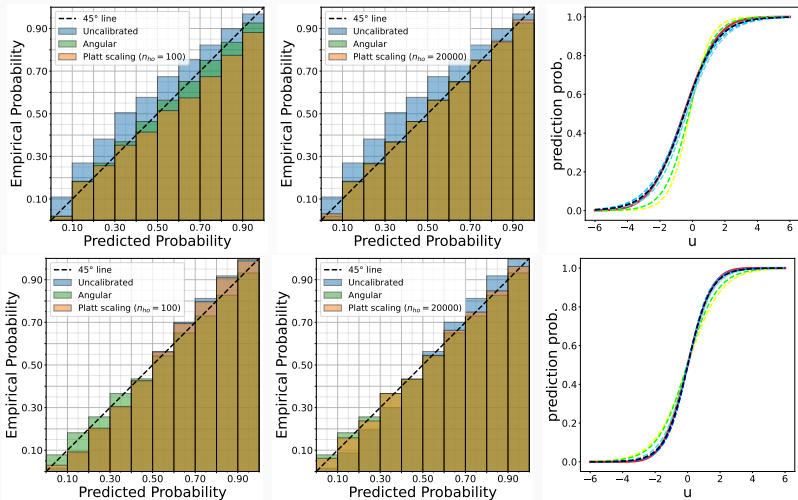 45° line
Uncalibrated
Angular
Platt scaling (n_ho = 100)
Empirical Probability
0.90
0.70
0.50
0.30
0.10
0.10 0.30 0.50 0.70 0.90
Predicted Probability
45° line
Uncalibrated
Angular
Platt scaling (n_ho = 20000)
Empirical Probability
0.90
0.70
0.50
0.30
0.10
0.10 0.30 0.50 0.70 0.90
Predicted Probability
prediction prob.
1.0
0.8
0.6
0.4
0.2
0.0
−6 −4 −2 0 2 4 6
u
45° line
Uncalibrated
Angular
Platt scaling (n_ho = 100)
Empirical Probability
0.90
0.70
0.50
0.30
0.10
0.10 0.30 0.50 0.70 0.90
Predicted Probability
45° line
Uncalibrated
Angular
Platt scaling (n_ho = 20000)
Empirical Probability
0.90
0.70
0.50
0.30
0.10
0.10 0.30 0.50 0.70 0.90
Predicted Probability
prediction prob.
1.0
0.8
0.6
0.4
0.2
0.0
−6 −4 −2 0 2 4 6
u